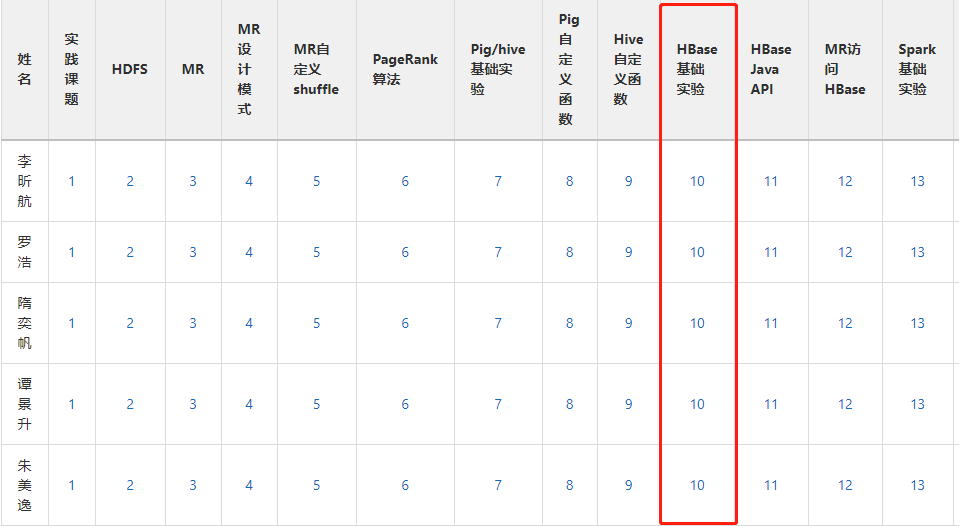 姓名 实践课题 HDFS MR MR设计模式 MR自定义shuffle PageRank算法 Pig/hive基础实验 Pig自定义函数 Hive自定义函数 HBase基础实验 HBase Java API MR访问HBase Spark基础实验
李昕航 1 2 3 4 5 6 7 8 9 10 11 12 13
罗浩 1 2 3 4 5 6 7 8 9 10 11 12 13
隋奕帆 1 2 3 4 5 6 7 8 9 10 11 12 13
谭景升 1 2 3 4 5 6 7 8 9 10 11 12 13
朱美逸 1 2 3 4 5 6 7 8 9 10 11 12 13